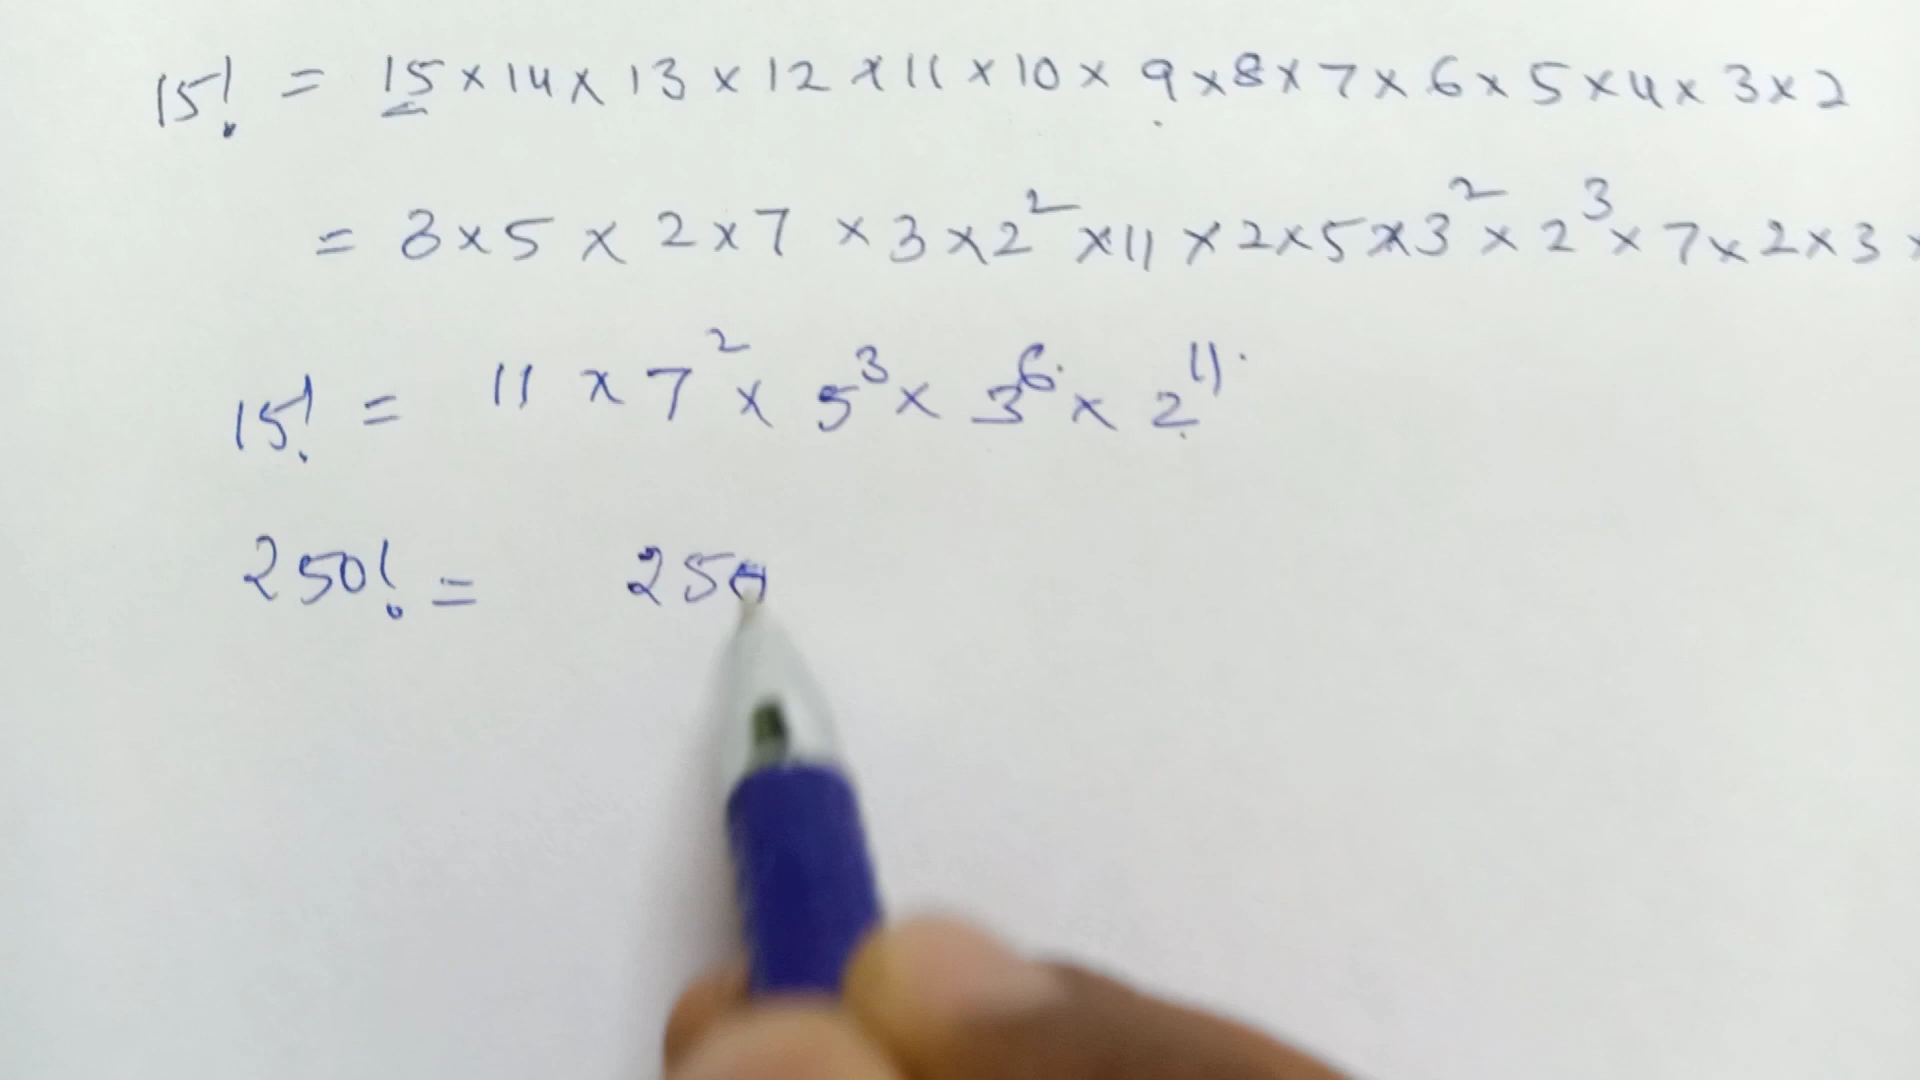 15! = 15 × 14 × 13 × 12 × 11 × 10 × 9 × 8 × 7 × 6 × 5 × 4 × 3 × 2
= 3 × 5 × 2 × 7 × 3 × 2² × 11 × 2 × 5 × 3² × 2³ × 7 × 2 × 3 ×
15! = 11 × 7² × 5³ × 3⁶ × 2¹¹
250! = 250